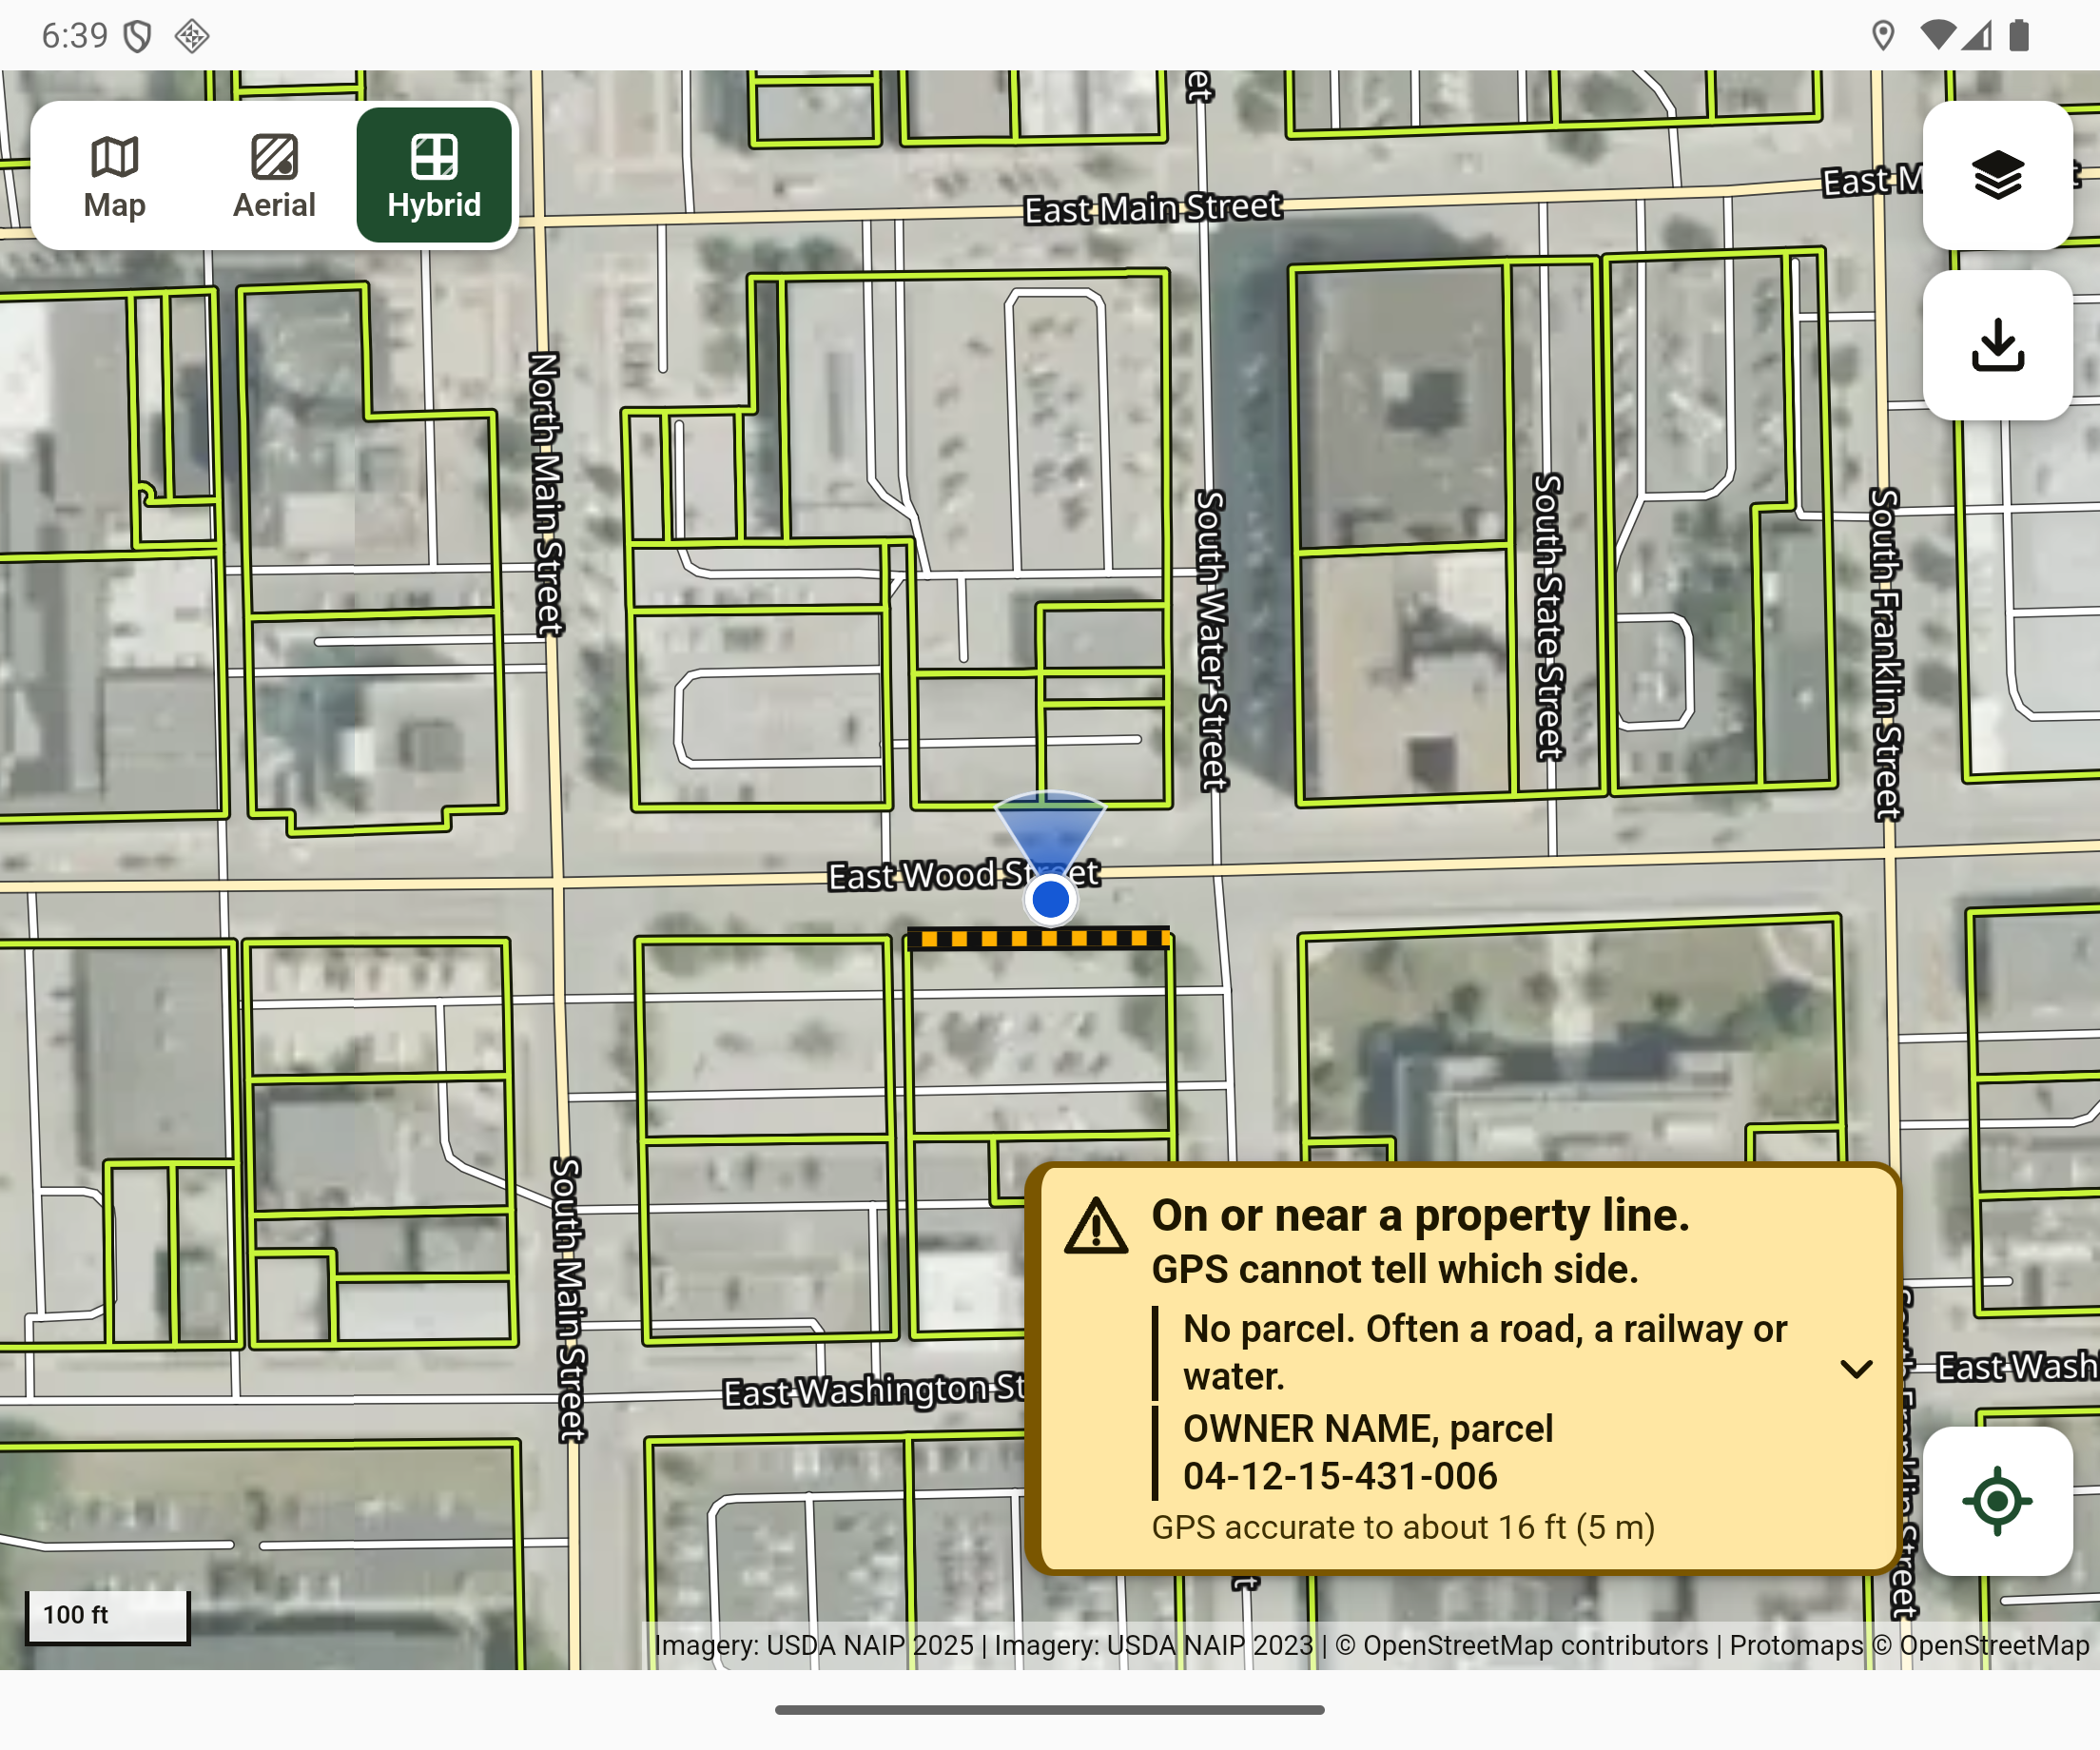 6:39
Map
Aerial
Hybrid
et
East Main Street
East M
North Main Street
South Water Street
South State Street
South Franklin Street
East Wood Street
South Main Street
East Washington St
East Wash
On or near a property line.
GPS cannot tell which side.
No parcel. Often a road, a railway or
water.
OWNER NAME, parcel
04-12-15-431-006
GPS accurate to about 16 ft (5 m)
100 ft
Imagery: USDA NAIP 2025 | Imagery: USDA NAIP 2023 | © OpenStreetMap contributors | Protomaps © OpenStreetMap